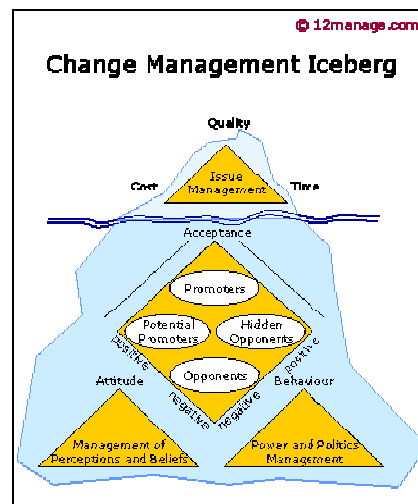 © 12manage.com
Change Management Iceberg
Quality
Cost
Issue
Management
Time
Acceptance
Promoters
Potential
Promoters
Hidden
Opponents
Opponents
positive
positive
negative
negative
Attitude
Behaviour
Management of
Perceptions and Beliefs
Power and Politics
Management